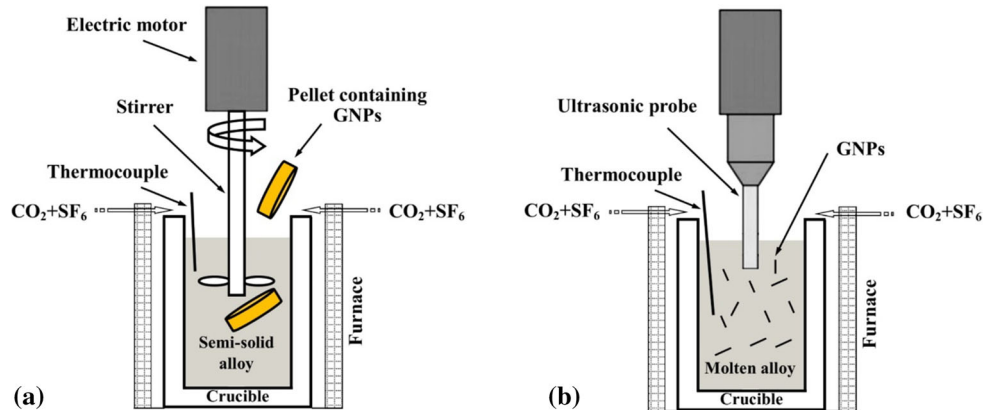 Electric motor
Stirrer
Pellet containing
GNPs
Thermocouple
CO₂+SF₆
CO₂+SF₆
Furnace
Semi-solid
alloy
Crucible
(a)
Ultrasonic probe
GNPs
Thermocouple
CO₂+SF₆
CO₂+SF₆
Furnace
Molten alloy
Crucible
(b)